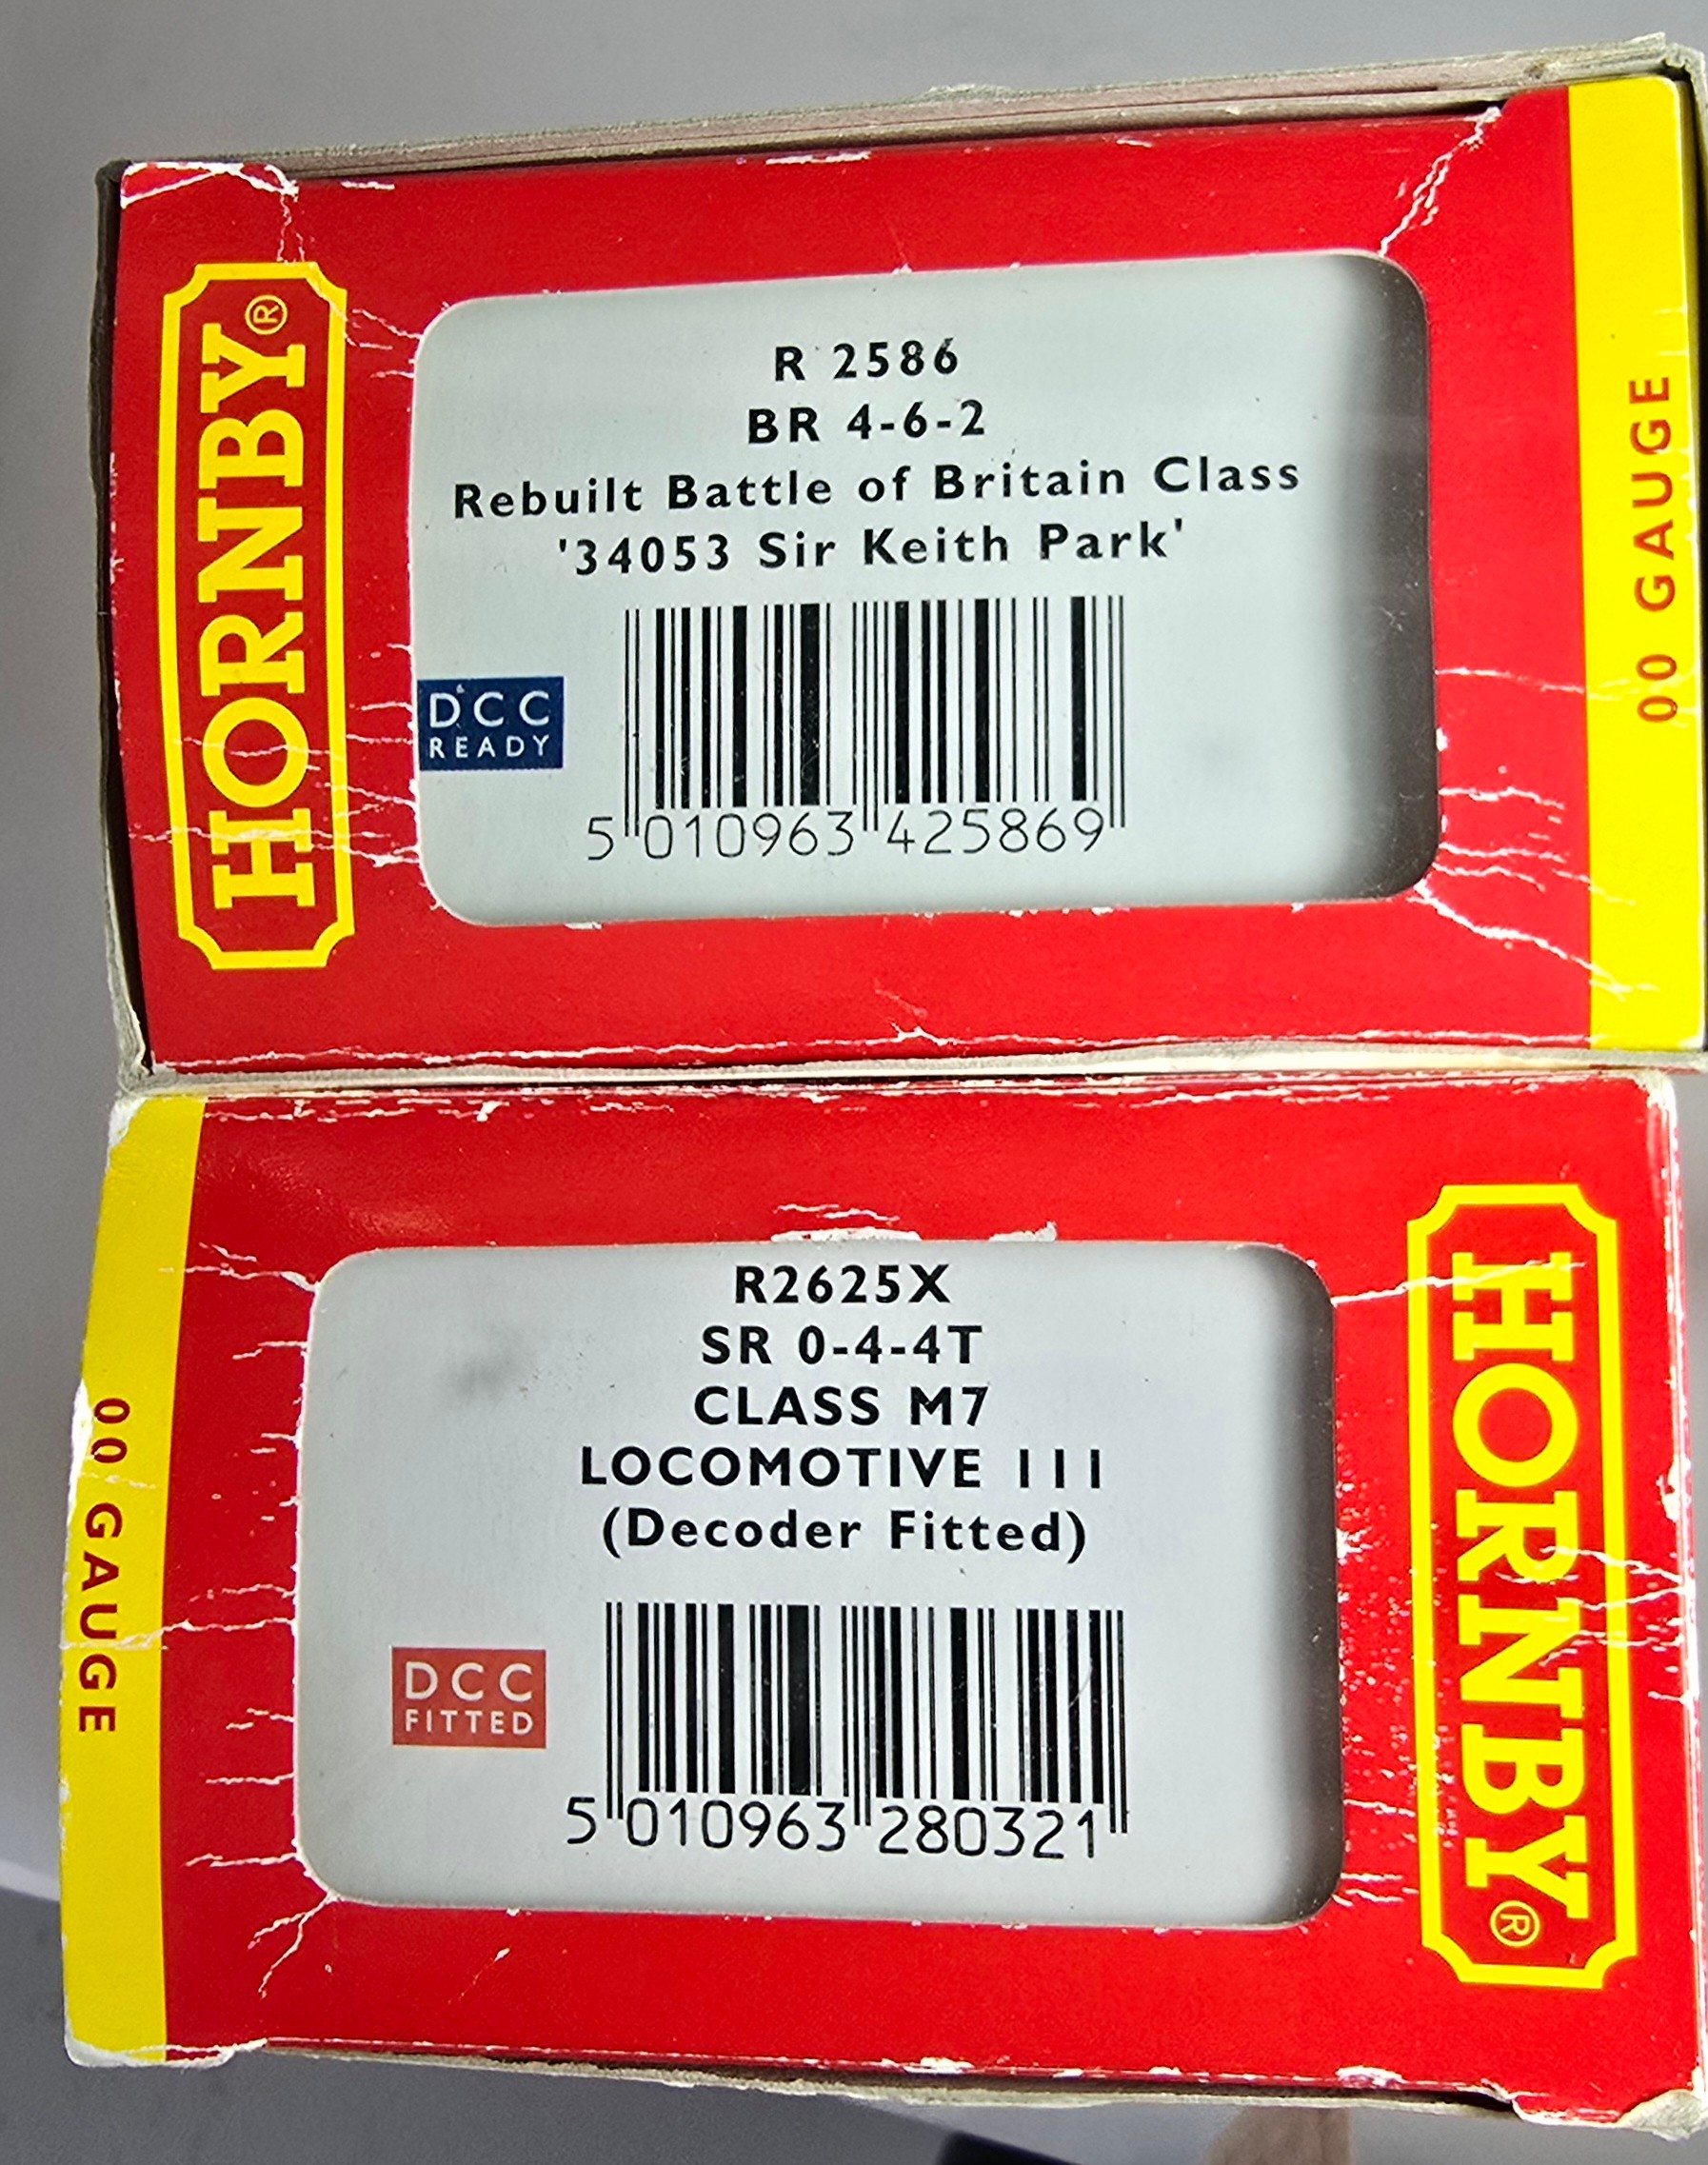 HORNBY®
R 2586
BR 4-6-2
Rebuilt Battle of Britain Class
'34053 Sir Keith Park'
DCC
READY
5 010963 425869
00 GAUGE
00 GAUGE
R2625X
SR 0-4-4T
CLASS M7
LOCOMOTIVE 111
(Decoder Fitted)
DCC
FITTED
5 010963 280321
HORNBY®